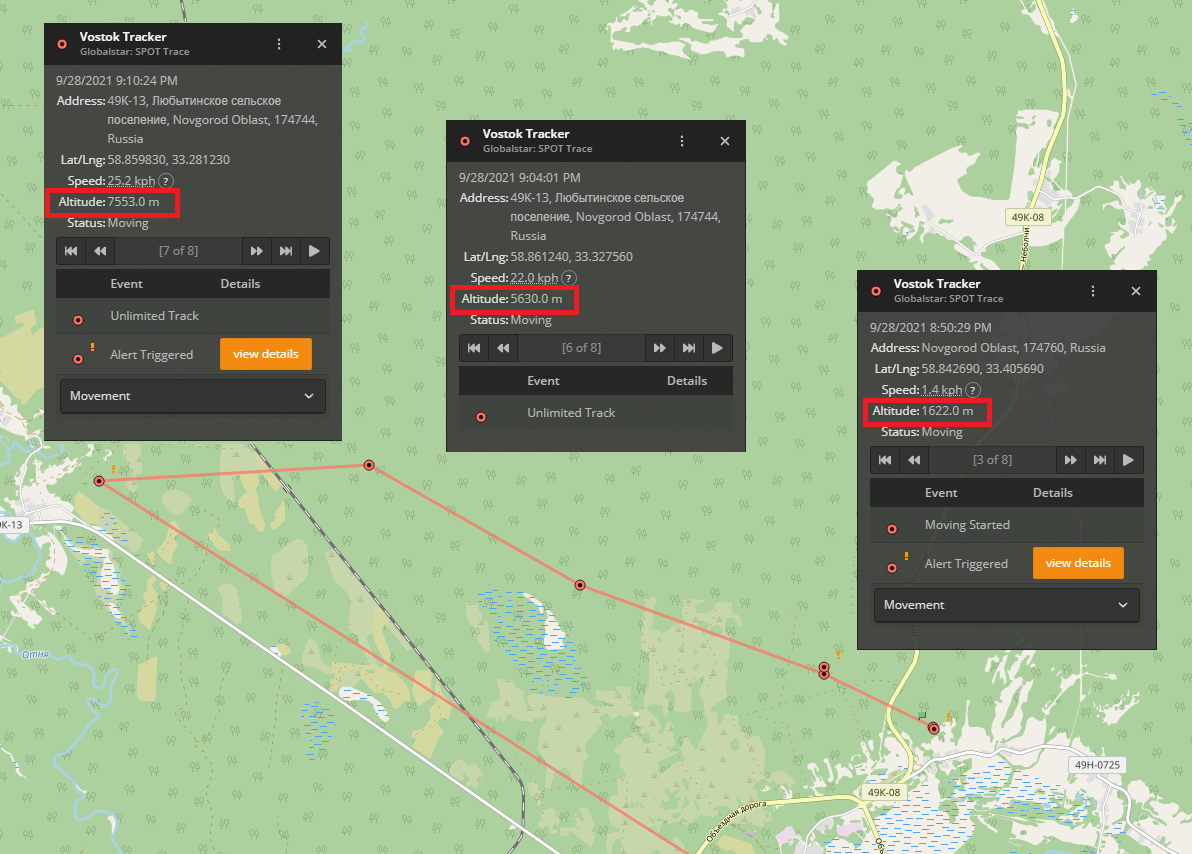 Vostok Tracker
Globalstar: SPOT Trace
9/28/2021 9:10:24 PM
Address: 49К-13, Любытинское сельское
поселение, Novgorod Oblast, 174744,
Russia
Lat/Lng: 58.859830, 33.281230
Speed: 25.2 kph ?
Altitude: 7553.0 m
Status: Moving
[7 of 8]
Event Details
Unlimited Track
Alert Triggered view details
Movement
Vostok Tracker
Globalstar: SPOT Trace
9/28/2021 9:04:01 PM
Address: 49К-13, Любытинское сельское
поселение, Novgorod Oblast, 174744,
Russia
Lat/Lng: 58.861240, 33.327560
Speed: 22.0 kph ?
Altitude: 5630.0 m
Status: Moving
[6 of 8]
Event Details
Unlimited Track
Vostok Tracker
Globalstar: SPOT Trace
9/28/2021 8:50:29 PM
Address: Novgorod Oblast, 174760, Russia
Lat/Lng: 58.842690, 33.405690
Speed: 1.4 kph ?
Altitude: 1622.0 m
Status: Moving
[3 of 8]
Event Details
Moving Started
Alert Triggered view details
Movement
49К-08
Неболчи
9К-13
Отня
49Н-0725
49К-08
Объездная дорога